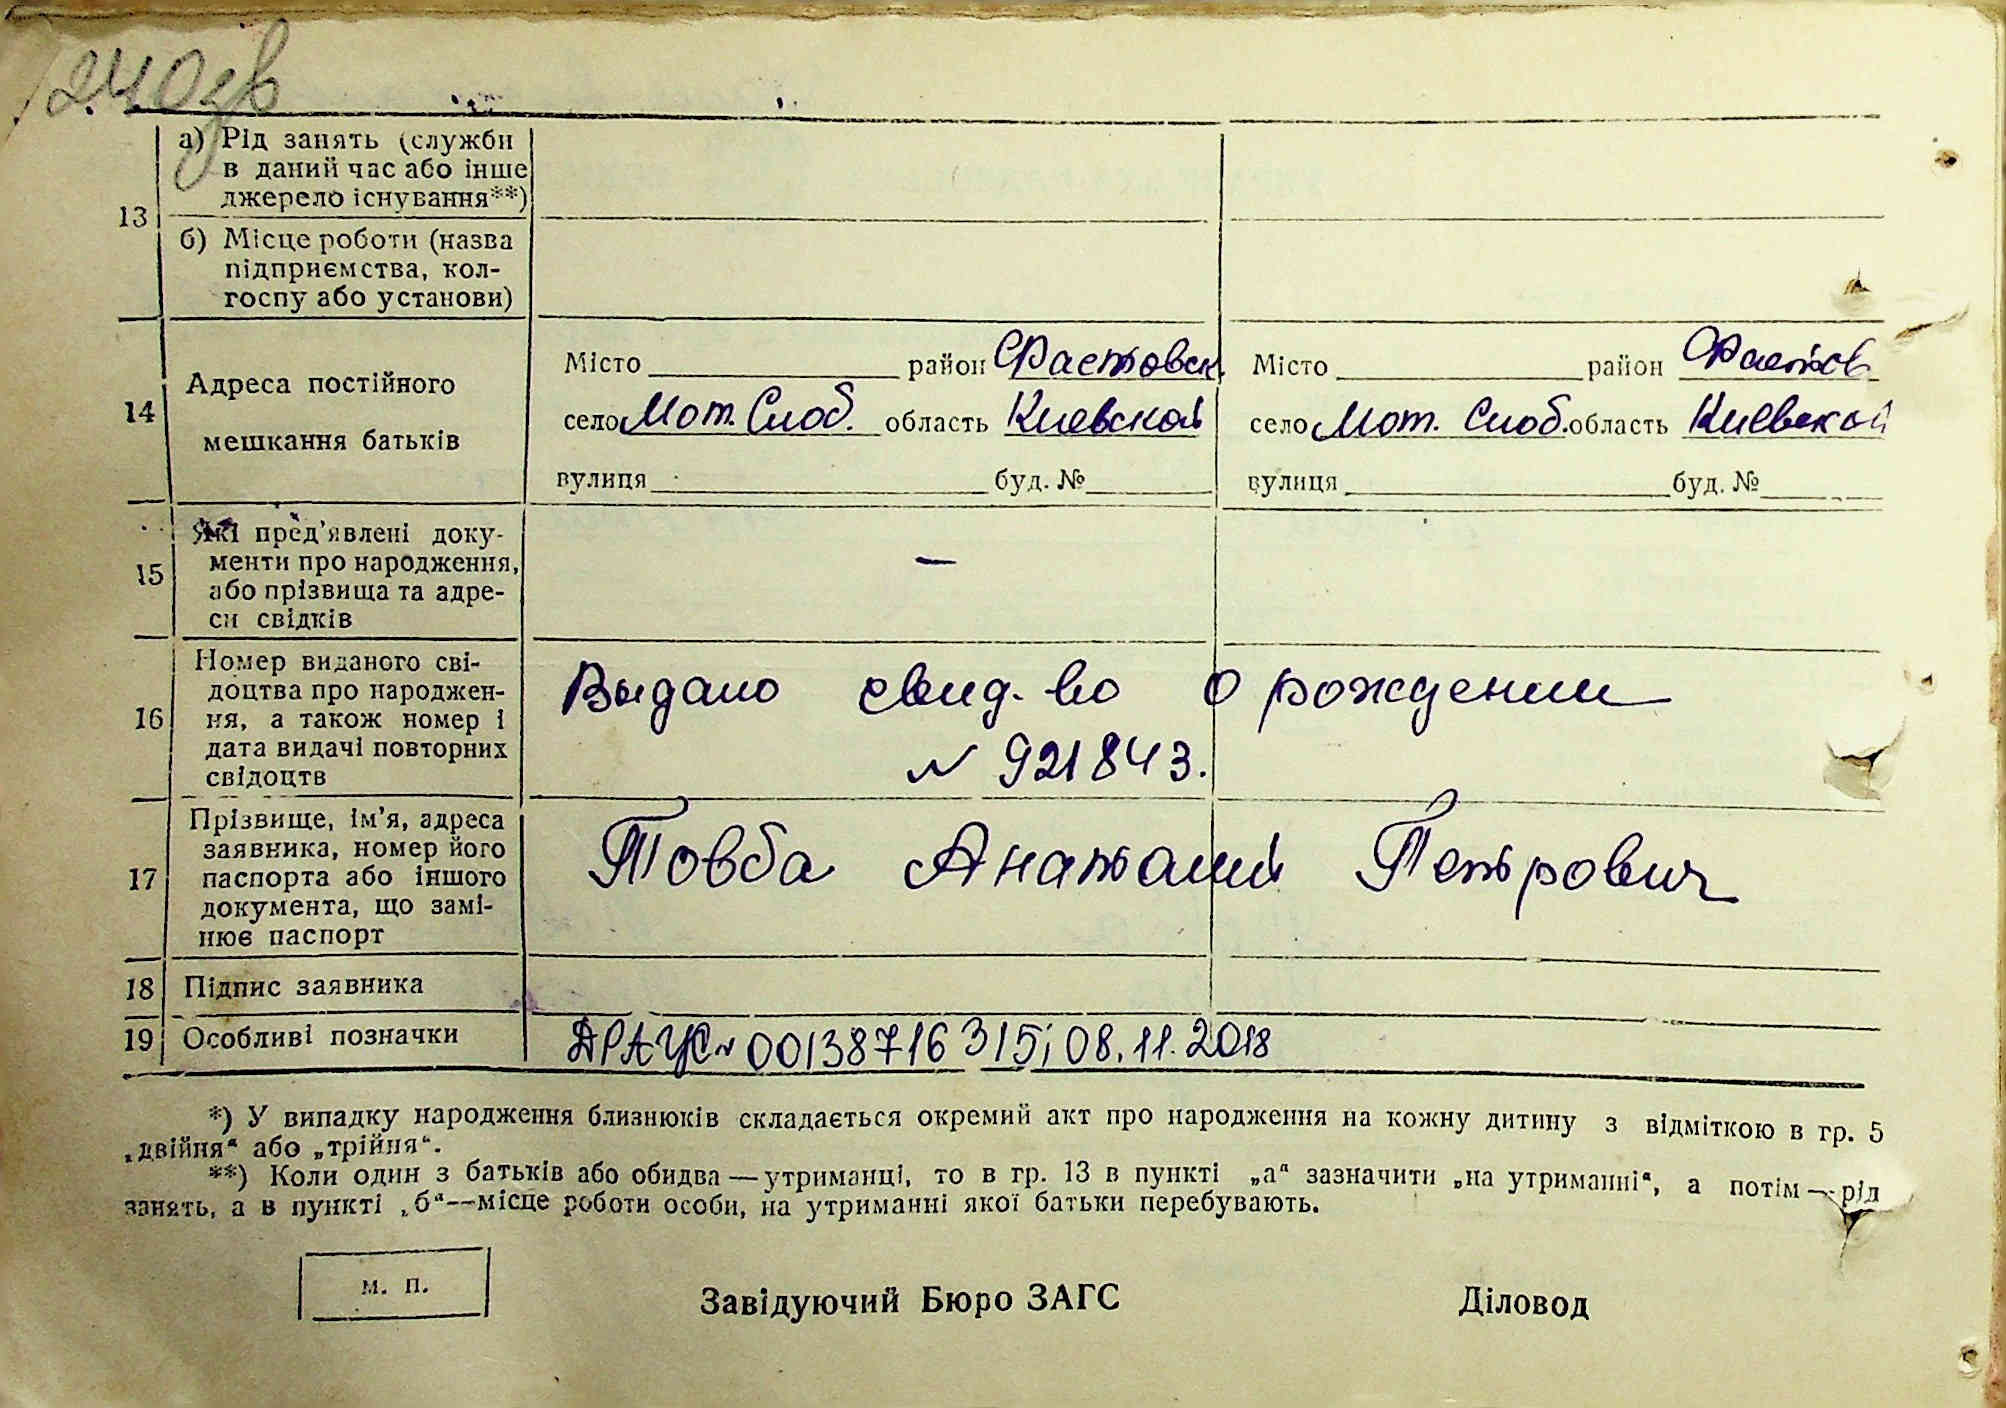 а) Рід занять (служби
в даний час або інше
джерело існування**)
13
б) Місце роботи (назва
підприємства, кол-
госпу або установи)
14
Адреса постійного
мешкання батьків
Місто район Фастовск
село Мот. Слоб. область Киевской
вулиця буд. №
Місто район Фастов
село Мот. Слоб. область Киевской
вулиця буд. №
15
Які пред'явлені доку-
менти про народження,
або прізвища та адре-
си свідків
—
16
Номер виданого сві-
доцтва про народжен-
ня, а також номер і
дата видачі повторних
свідоцтв
Выдано свид-во о рождении
№ 921843.
17
Прізвище, ім'я, адреса
заявника, номер його
паспорта або іншого
документа, що замі-
нює паспорт
Товба Анатолий Петрович
18 Підпис заявника
19 Особливі позначки
ДРАЦС № 00138716315; 08.11.2018
*) У випадку народження близнюків складається окремий акт про народження на кожну дитину з відміткою в гр. 5
„двійня“ або „трійня“.
**) Коли один з батьків або обидва — утриманці, то в гр. 13 в пункті „а“ зазначити „на утриманні“, а потім — рід
занять, а в пункті „б“ — місце роботи особи, на утриманні якої батьки перебувають.
м. п.
Завідуючий Бюро ЗАГС
Діловод